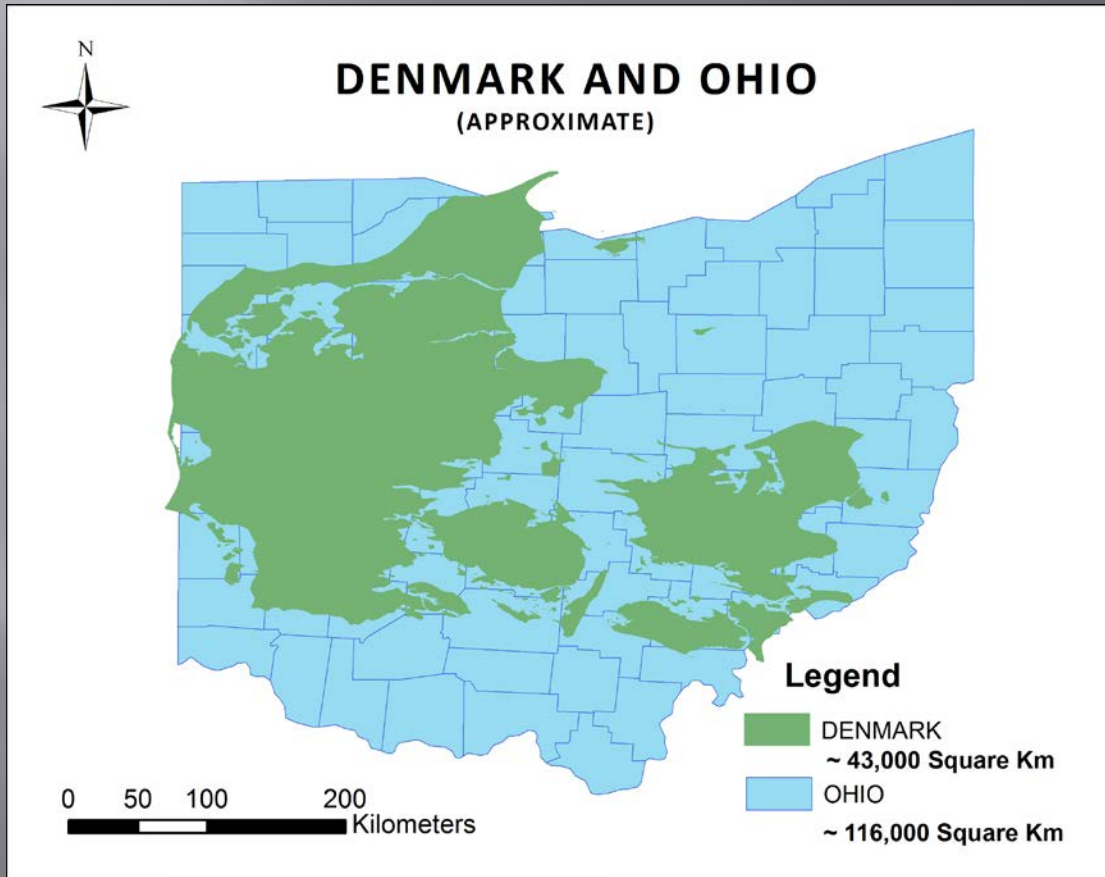 N
DENMARK AND OHIO
(APPROXIMATE)
Legend
DENMARK
~ 43,000 Square Km
OHIO
~ 116,000 Square Km
0 50 100 200
Kilometers